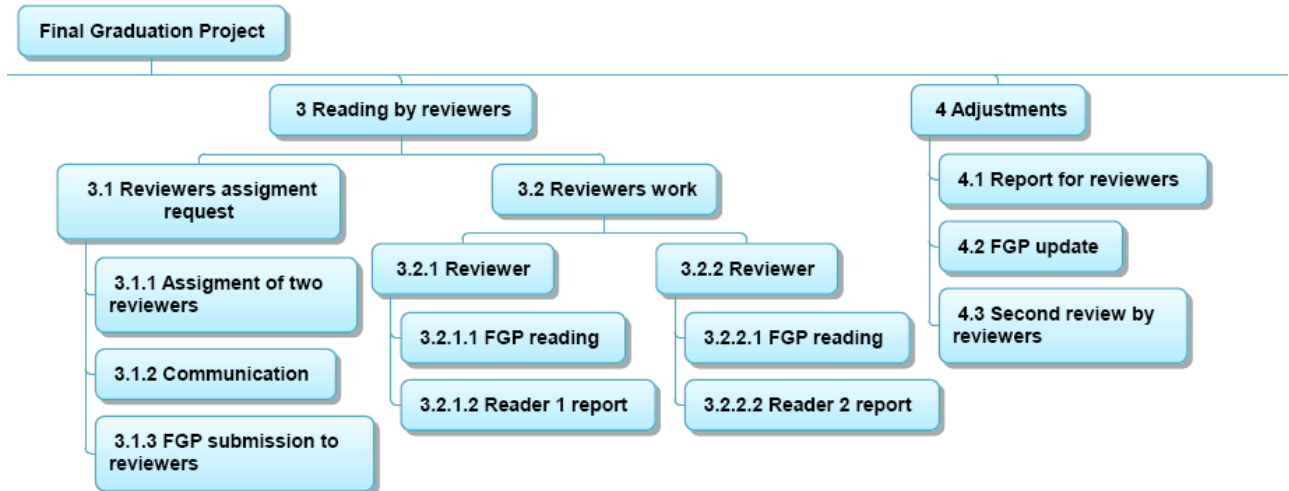 Final Graduation Project
3 Reading by reviewers
4 Adjustments
3.1 Reviewers assigment
request
3.2 Reviewers work
4.1 Report for reviewers
4.2 FGP update
4.3 Second review by
reviewers
3.1.1 Assigment of two
reviewers
3.1.2 Communication
3.1.3 FGP submission to
reviewers
3.2.1 Reviewer
3.2.1.1 FGP reading
3.2.1.2 Reader 1 report
3.2.2 Reviewer
3.2.2.1 FGP reading
3.2.2.2 Reader 2 report